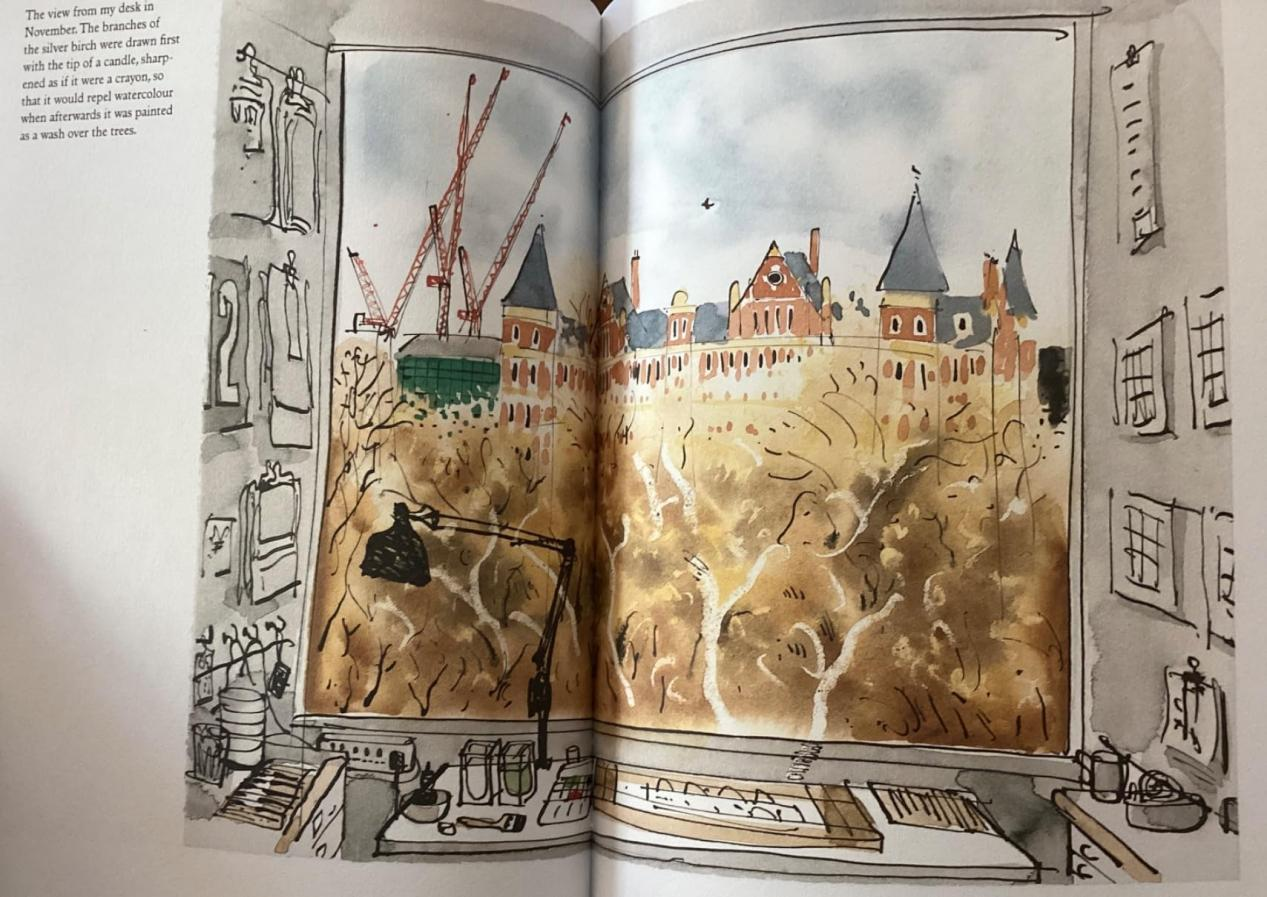 The view from my desk in
November. The branches of
the silver birch were drawn first
with the tip of a candle, sharp-
ened as if it were a crayon, so
that it would repel watercolour
when afterwards it was painted
as a wash over the trees.
2